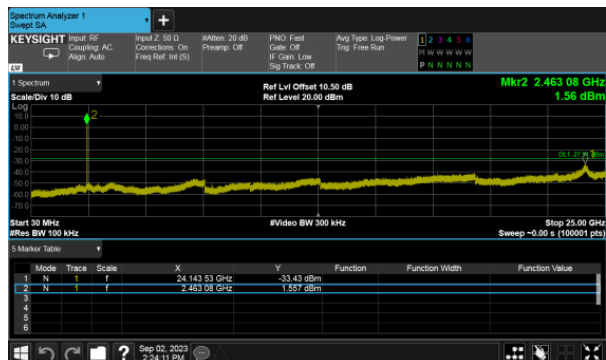 Spectrum Analyzer 1
Swept SA
KEYSIGHT Input: RF Input Z: 50 Ω #Atten: 20 dB PNO: Fast Avg Type: Log-Power 1 2 3 4 5 6
Coupling: AC Corrections: On Preamp: Off Gate: Off Trig: Free Run M W W W W W
Align: Auto Freq Ref: Int (S) IF Gain: Low P N N N N N
Sig Track: Off
1 Spectrum Ref Lvl Offset 10.50 dB Mkr2 2.463 08 GHz
Scale/Div 10 dB Ref Level 20.00 dBm 1.56 dBm
Log
10.0
2
0.00
-10.0
-20.0
-30.0
-40.0
-50.0
-60.0
-70.0
Start 30 MHz #Video BW 300 kHz Stop 25.00 GHz
#Res BW 100 kHz Sweep ~0.00 s (100001 pts)
5 Marker Table
Mode Trace Scale X Y Function Function Width Function Value
1 N 1 f 24.143 53 GHz -33.43 dBm
2 N 1 f 2.463 08 GHz 1.557 dBm
3
4
5
6
? Sep 02, 2023
2:24:11 PM